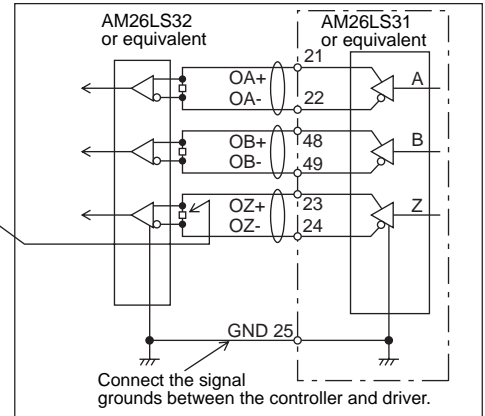 AM26LS32
or equivalent
AM26LS31
or equivalent
21
OA+
A
OA-
22
OB+
48
B
OB-
49
OZ+
23
Z
OZ-
24
GND 25
Connect the signal
grounds between the controller and driver.